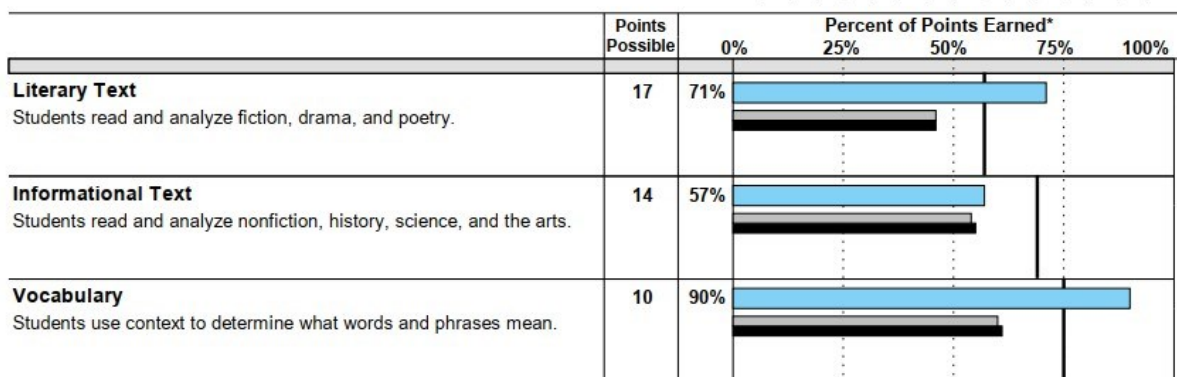 Points Possible
Percent of Points Earned*
0% 25% 50% 75% 100%
Literary Text 17 71%
Students read and analyze fiction, drama, and poetry.
Informational Text 14 57%
Students read and analyze nonfiction, history, science, and the arts.
Vocabulary 10 90%
Students use context to determine what words and phrases mean.